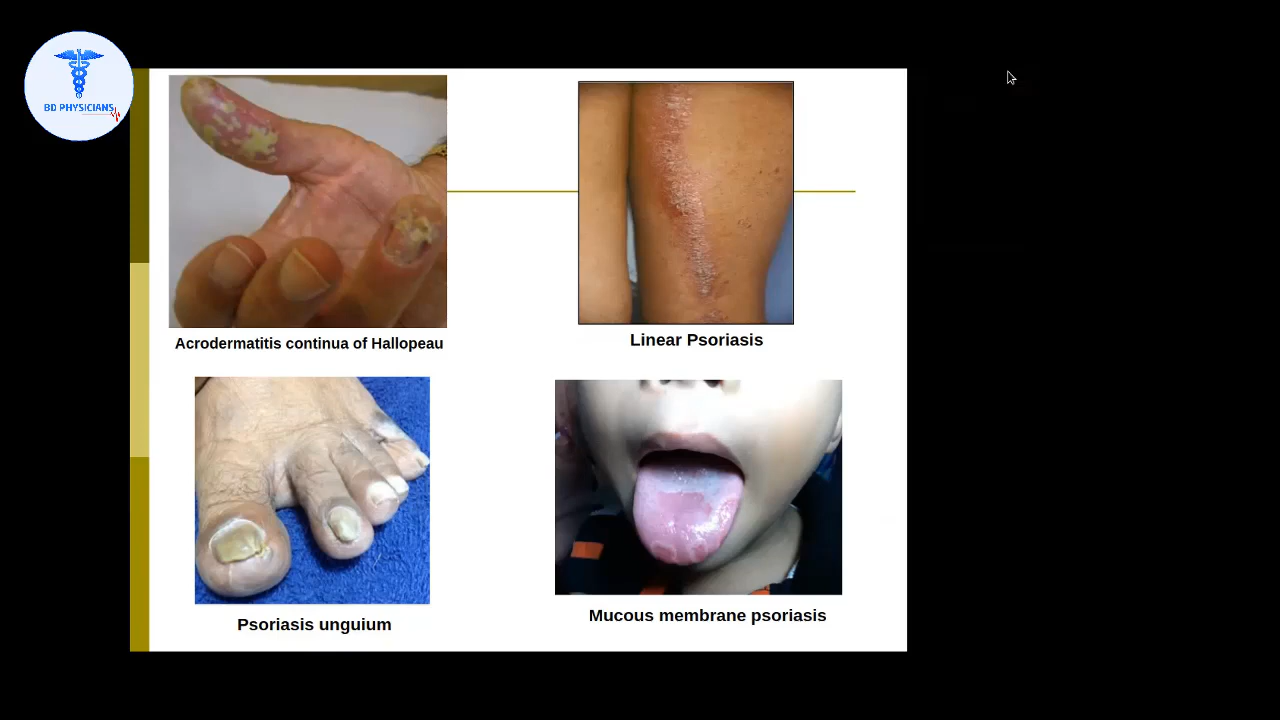 BD PHYSICIANS
Acrodermatitis continua of Hallopeau
Linear Psoriasis
Psoriasis unguium
Mucous membrane psoriasis